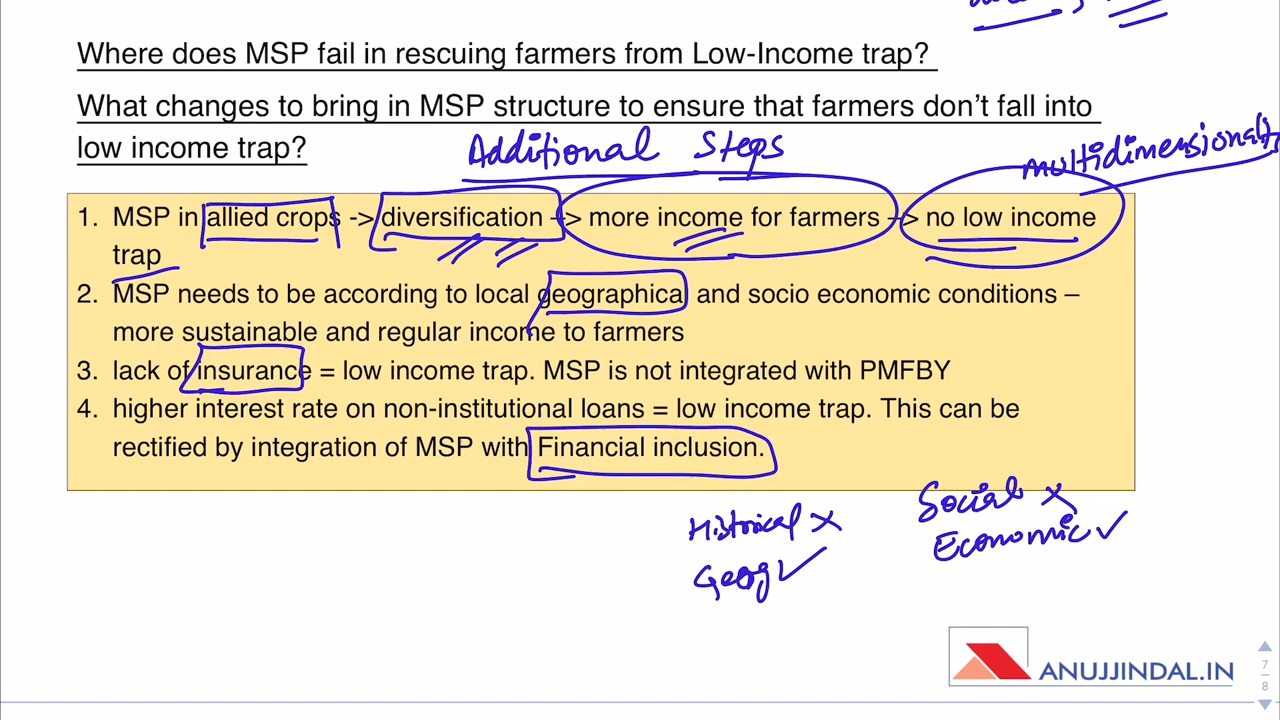 Where does MSP fail in rescuing farmers from Low-Income trap?
What changes to bring in MSP structure to ensure that farmers don't fall into
low income trap?
Additional Steps
multidimensionality
1. MSP in allied crops -> diversification -> more income for farmers -> no low income
trap
2. MSP needs to be according to local geographica and socio economic conditions –
more sustainable and regular income to farmers
3. lack of insurance = low income trap. MSP is not integrated with PMFBY
4. higher interest rate on non-institutional loans = low income trap. This can be
rectified by integration of MSP with Financial inclusion.
Historical x
Geog ✓
Social x
Economic ✓
ANUJJINDAL.IN
7
8